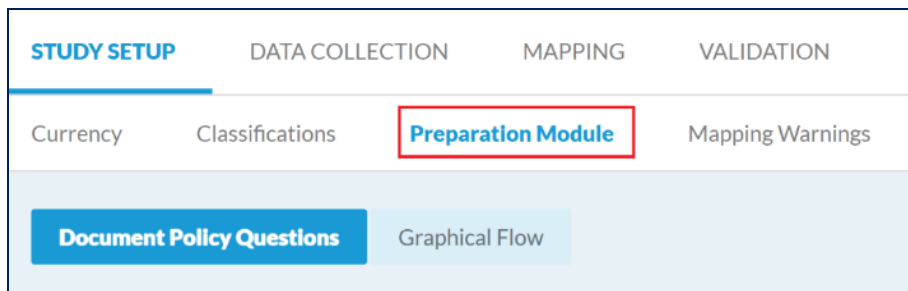 STUDY SETUP DATA COLLECTION MAPPING VALIDATION
Currency Classifications Preparation Module Mapping Warnings
Document Policy Questions Graphical Flow